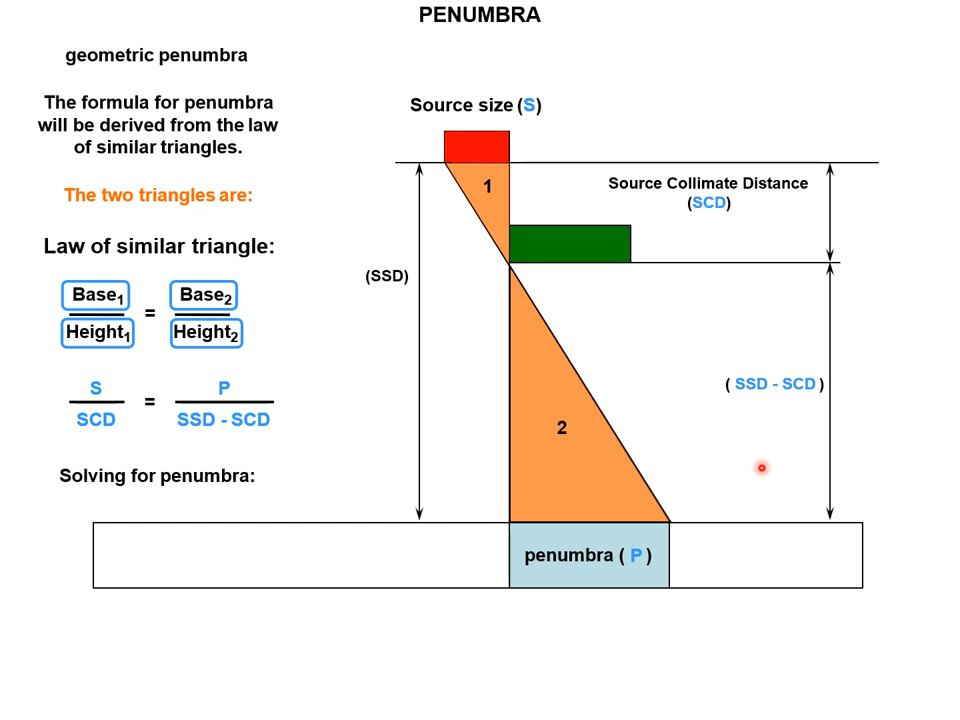 PENUMBRA
geometric penumbra
The formula for penumbra
will be derived from the law
of similar triangles.
The two triangles are:
Law of similar triangle:
Base1 = Base2
Height1 Height2
S = P
SCD SSD - SCD
Solving for penumbra:
Source size (S)
1
Source Collimate Distance
(SCD)
(SSD)
( SSD - SCD )
2
penumbra ( P )